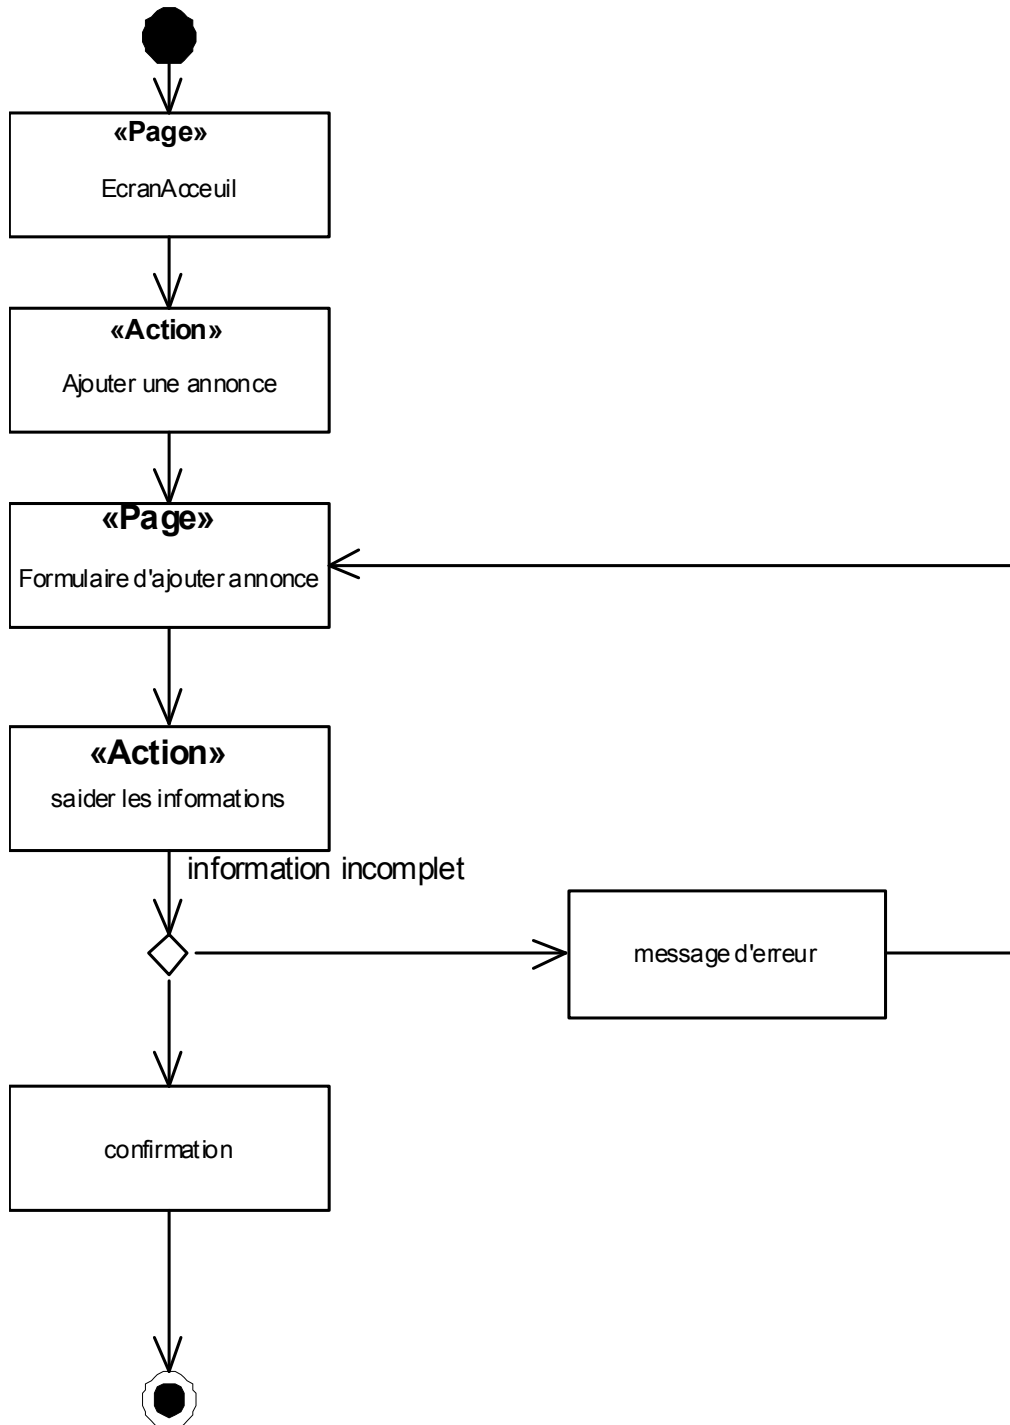 «Page»
EcranAcceuil
«Action»
Ajouter une annonce
«Page»
Formulaire d'ajouter annonce
«Action»
saider les informations
information incomplet
message d'erreur
confirmation